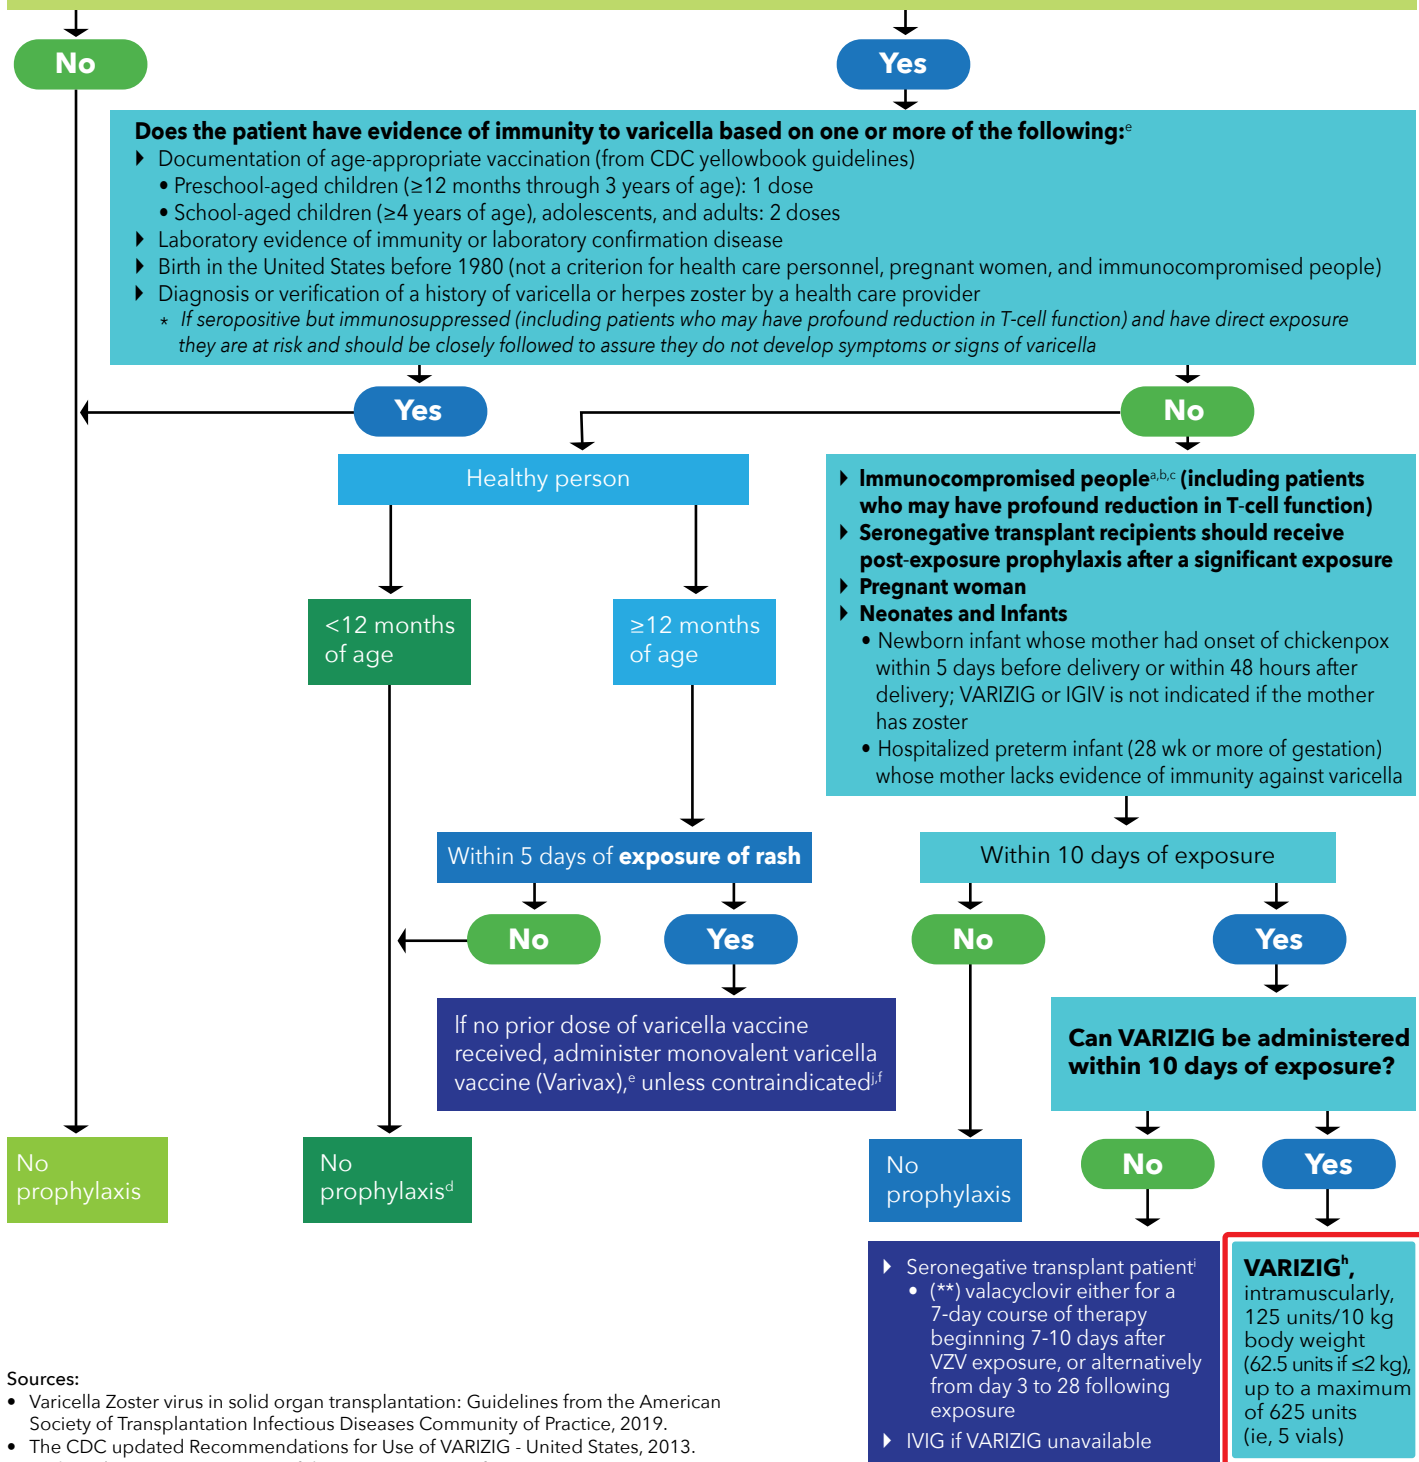 No
Yes
Does the patient have evidence of immunity to varicella based on one or more of the following:e
▸ Documentation of age-appropriate vaccination (from CDC yellowbook guidelines)
• Preschool-aged children (≥12 months through 3 years of age): 1 dose
• School-aged children (≥4 years of age), adolescents, and adults: 2 doses
▸ Laboratory evidence of immunity or laboratory confirmation disease
▸ Birth in the United States before 1980 (not a criterion for health care personnel, pregnant women, and immunocompromised people)
▸ Diagnosis or verification of a history of varicella or herpes zoster by a health care provider
* If seropositive but immunosuppressed (including patients who may have profound reduction in T-cell function) and have direct exposure
they are at risk and should be closely followed to assure they do not develop symptoms or signs of varicella
Yes
No
Healthy person
<12 months
of age
≥12 months
of age
▸ Immunocompromised peoplea,b,c (including patients
who may have profound reduction in T-cell function)
▸ Seronegative transplant recipients should receive
post-exposure prophylaxis after a significant exposure
▸ Pregnant woman
▸ Neonates and Infants
• Newborn infant whose mother had onset of chickenpox
within 5 days before delivery or within 48 hours after
delivery; VARIZIG or IGIV is not indicated if the mother
has zoster
• Hospitalized preterm infant (28 wk or more of gestation)
whose mother lacks evidence of immunity against varicella
Within 5 days of exposure of rash
Within 10 days of exposure
No
Yes
No
Yes
If no prior dose of varicella vaccine
received, administer monovalent varicella
vaccine (Varivax),e unless contraindicatedj,f
Can VARIZIG be administered
within 10 days of exposure?
No
prophylaxis
No
prophylaxisd
No
prophylaxis
No
Yes
▸ Seronegative transplant patienti
• (**) valacyclovir either for a
7-day course of therapy
beginning 7-10 days after
VZV exposure, or alternatively
from day 3 to 28 following
exposure
▸ IVIG if VARIZIG unavailable
VARIZIGh,
intramuscularly,
125 units/10 kg
body weight
(62.5 units if ≤2 kg),
up to a maximum
of 625 units
(ie, 5 vials)
Sources:
• Varicella Zoster virus in solid organ transplantation: Guidelines from the American
Society of Transplantation Infectious Diseases Community of Practice, 2019.
• The CDC updated Recommendations for Use of VARIZIG - United States, 2013.